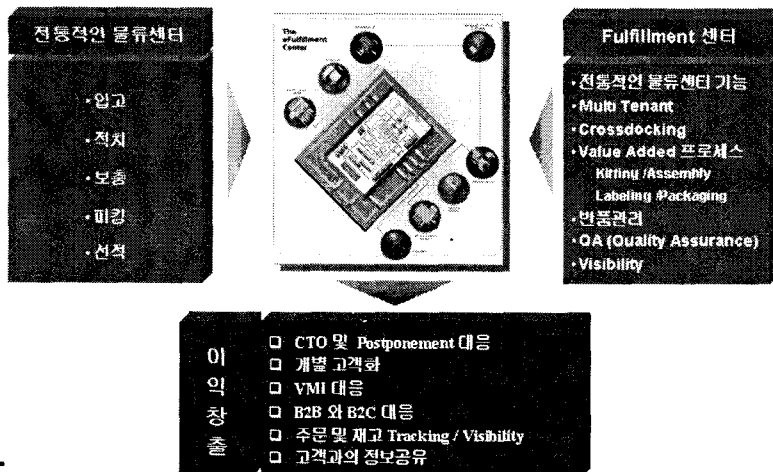 전통적인 물류센터
·입고
·적치
·보충
·피킹
·선적
The
eFulfillment
Center
Fulfillment 센터
·전통적인 물류센터 기능
·Multi Tenant
·Crossdocking
·Value Added 프로세스
Kitting /Assembly
Labeling /Packaging
·반품관리
·QA (Quality Assurance)
·Visibility
이익창출
□ CTO 및 Postponement 대응
□ 개별 고객화
□ VMI 대응
□ B2B 와 B2C 대응
□ 주문 및 재고 Tracking / Visibility
□ 고객과의 정보공유